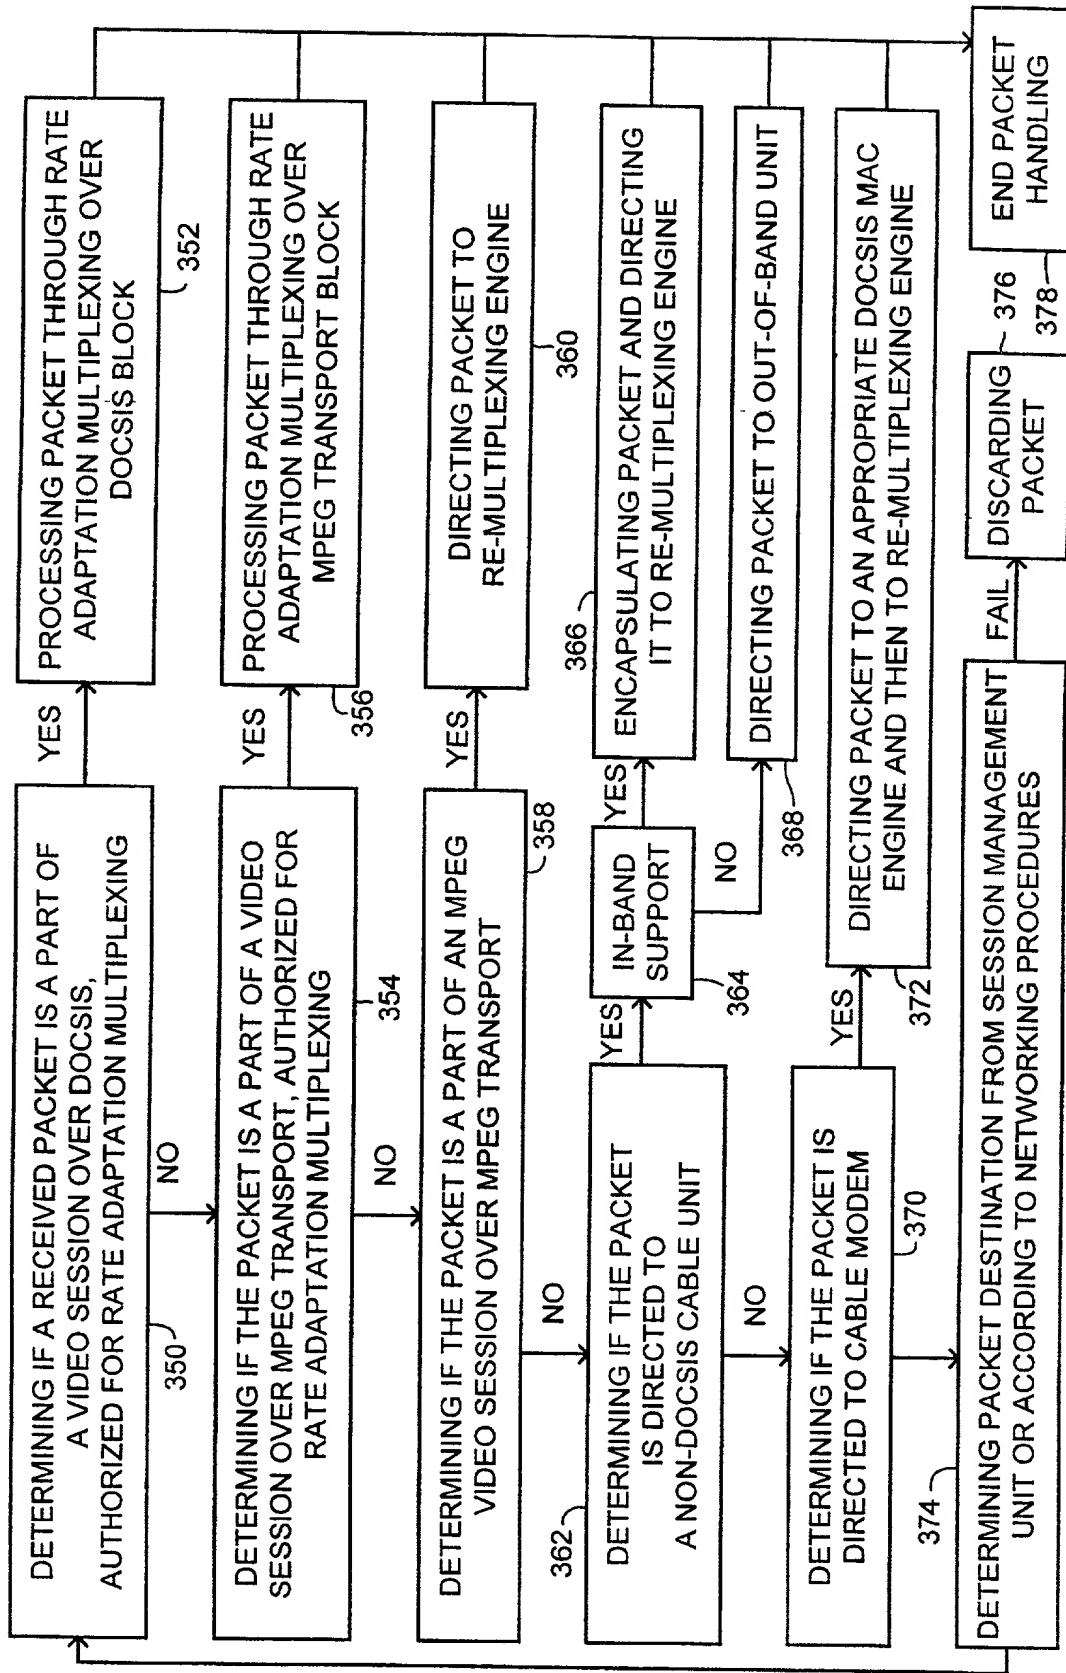 DETERMINING IF A RECEIVED PACKET IS A PART OF
A VIDEO SESSION OVER DOCSIS,
AUTHORIZED FOR RATE ADAPTATION MULTIPLEXING
350
YES
PROCESSING PACKET THROUGH RATE
ADAPTATION MULTIPLEXING OVER
DOCSIS BLOCK
352
NO
DETERMINING IF THE PACKET IS A PART OF A VIDEO
SESSION OVER MPEG TRANSPORT, AUTHORIZED FOR
RATE ADAPTATION MULTIPLEXING
354
YES
PROCESSING PACKET THROUGH RATE
ADAPTATION MULTIPLEXING OVER
MPEG TRANSPORT BLOCK
356
NO
DETERMINING IF THE PACKET IS A PART OF AN MPEG
VIDEO SESSION OVER MPEG TRANSPORT
358
YES
DIRECTING PACKET TO
RE-MULTIPLEXING ENGINE
360
NO
DETERMINING IF THE PACKET
IS DIRECTED TO
A NON-DOCSIS CABLE UNIT
362
YES
IN-BAND
SUPPORT
364
YES
ENCAPSULATING PACKET AND DIRECTING
IT TO RE-MULTIPLEXING ENGINE
366
NO
DIRECTING PACKET TO OUT-OF-BAND UNIT
368
NO
DETERMINING IF THE PACKET IS
DIRECTED TO CABLE MODEM
370
YES
DIRECTING PACKET TO AN APPROPRIATE DOCSIS MAC
ENGINE AND THEN TO RE-MULTIPLEXING ENGINE
372
DETERMINING PACKET DESTINATION FROM SESSION MANAGEMENT
UNIT OR ACCORDING TO NETWORKING PROCEDURES
374
FAIL
DISCARDING
PACKET
376
END PACKET
HANDLING
378